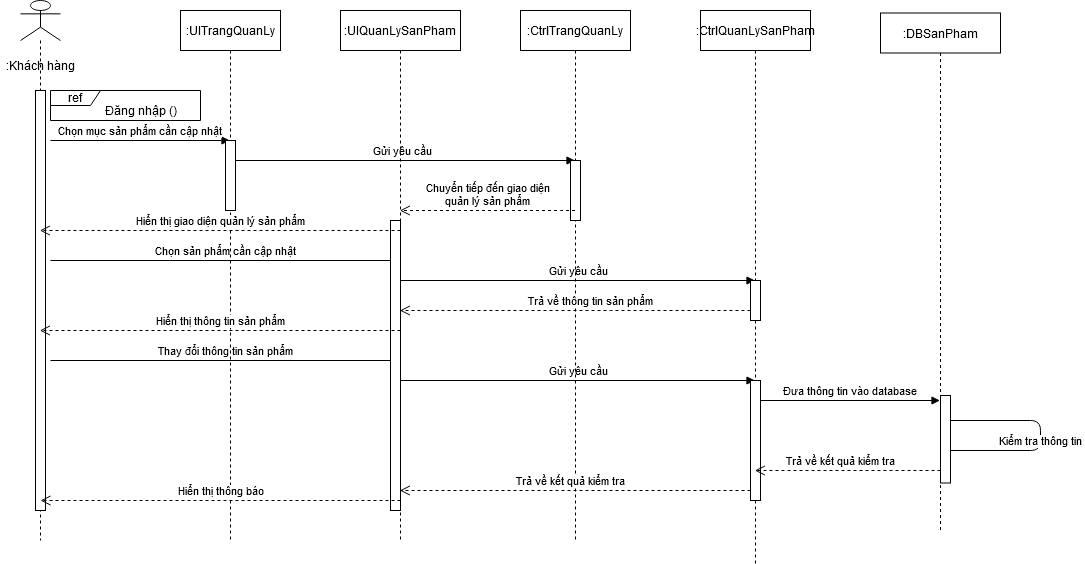 :UITrangQuanLy
:UIQuanLySanPham
:CtrlTrangQuanLy
:CtrlQuanLySanPham
:DBSanPham
:Khách hàng
ref
Đăng nhập ()
Chọn mục sản phẩm cần cập nhật
Gửi yêu cầu
Chuyển tiếp đến giao diện
quản lý sản phẩm
Hiển thị giao diện quản lý sản phẩm
Chọn sản phẩm cần cập nhật
Gửi yêu cầu
Trả về thông tin sản phẩm
Hiển thị thông tin sản phẩm
Thay đổi thông tin sản phẩm
Gửi yêu cầu
Đưa thông tin vào database
Kiểm tra thông tin
Trả về kết quả kiểm tra
Trả về kết quả kiểm tra
Hiển thị thông báo